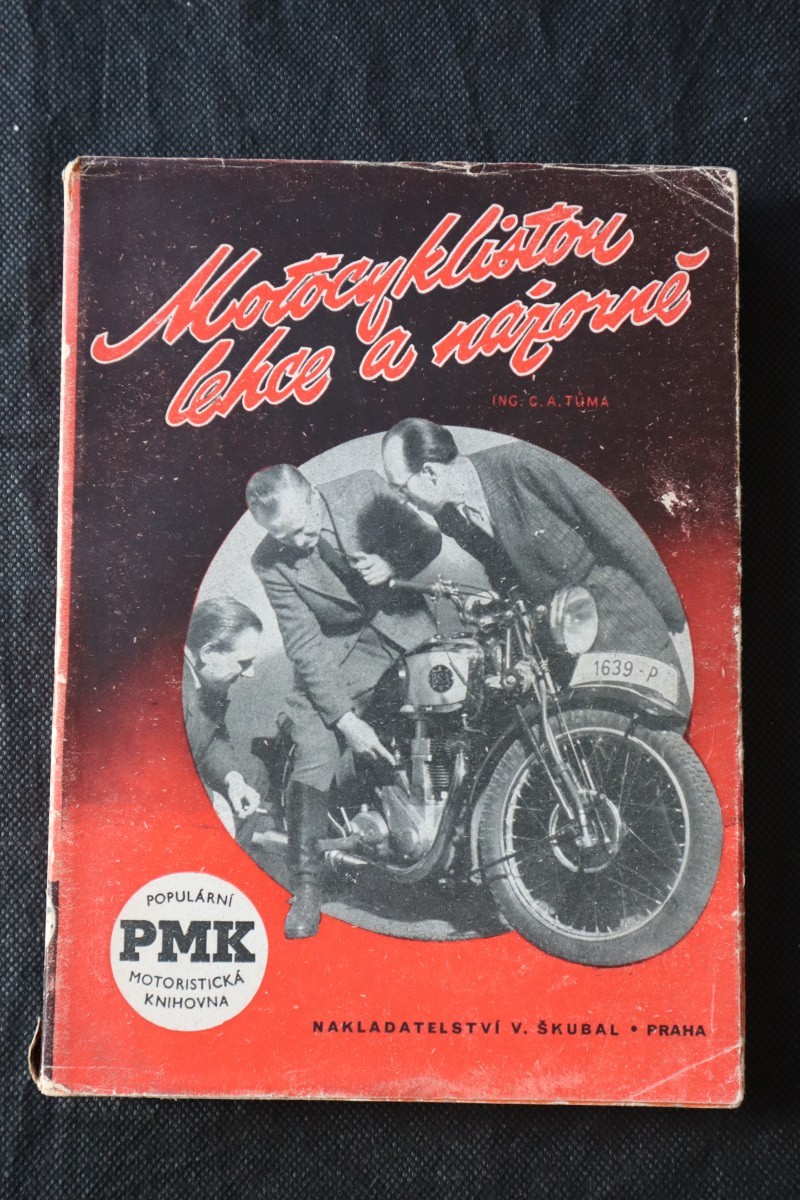 Motocyklistou
lehce a názorně
ING. C. A. TŮMA
1639-P
POPULÁRNÍ
PMK
MOTORISTICKÁ
KNIHOVNA
NAKLADATELSTVÍ V. ŠKUBAL • PRAHA